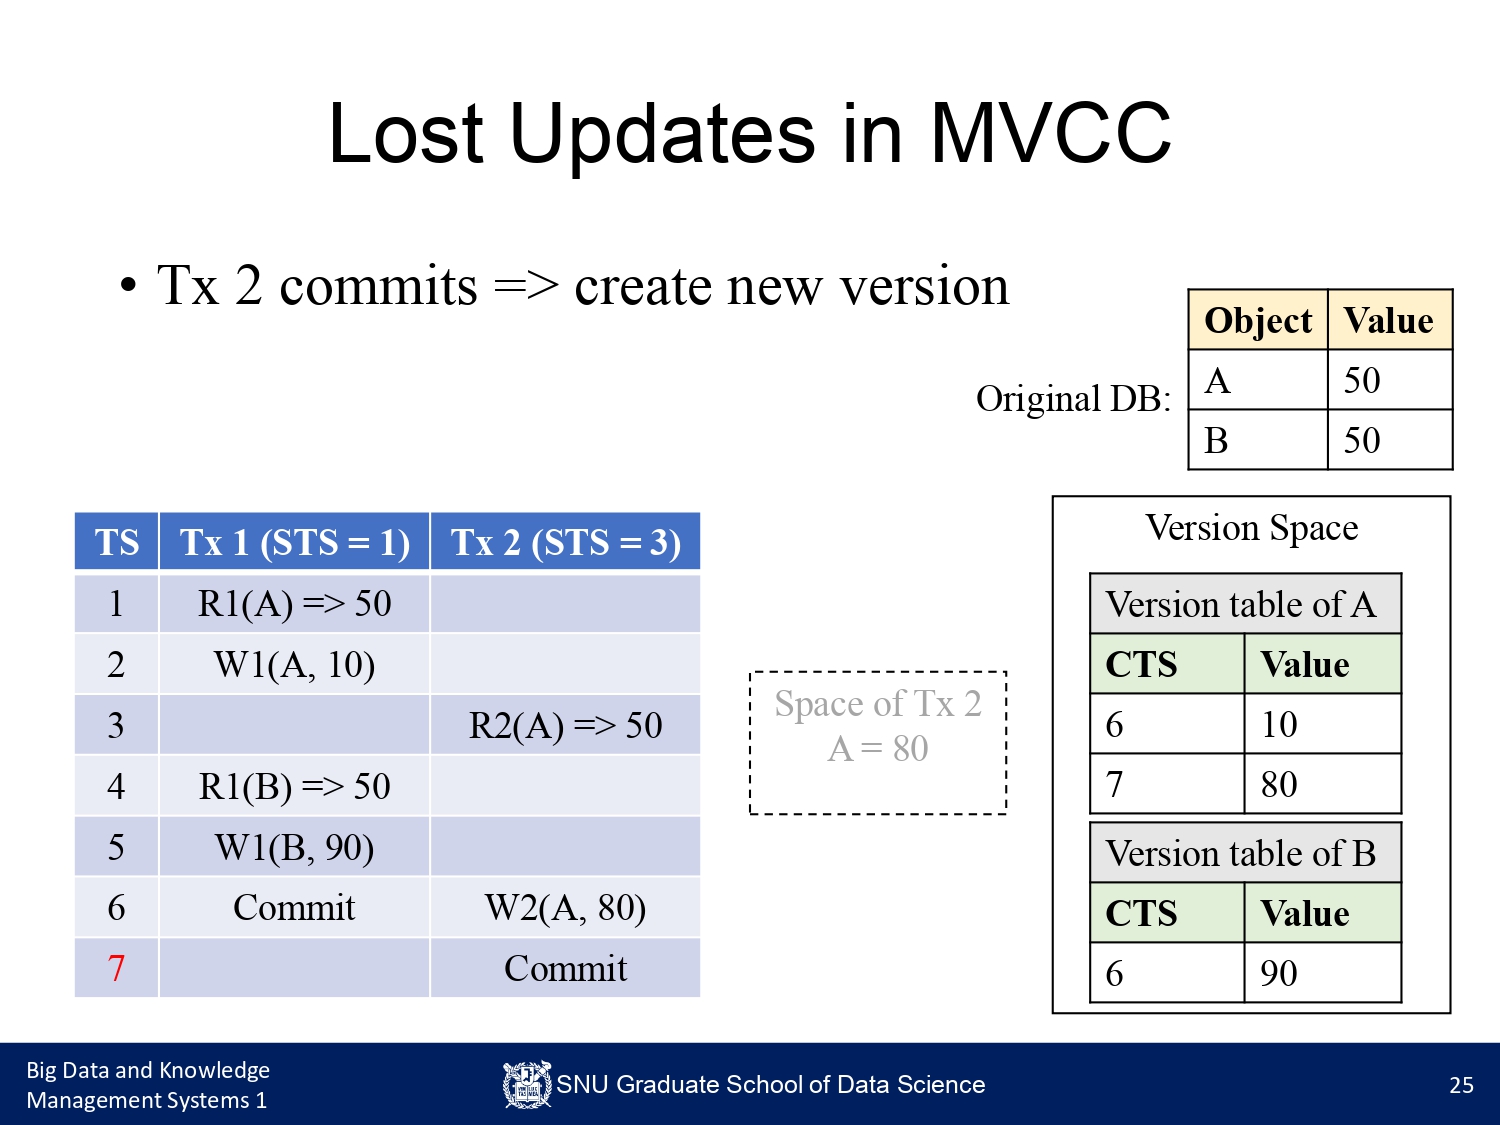 Lost Updates in MVCC
• Tx 2 commits => create new version
Original DB:
Object Value
A 50
B 50
TS Tx 1 (STS = 1) Tx 2 (STS = 3)
1 R1(A) => 50
2 W1(A, 10)
3 R2(A) => 50
4 R1(B) => 50
5 W1(B, 90)
6 Commit W2(A, 80)
7 Commit
Space of Tx 2
A = 80
Version Space
Version table of A
CTS Value
6 10
7 80
Version table of B
CTS Value
6 90
Big Data and Knowledge
Management Systems 1
SNU Graduate School of Data Science
25